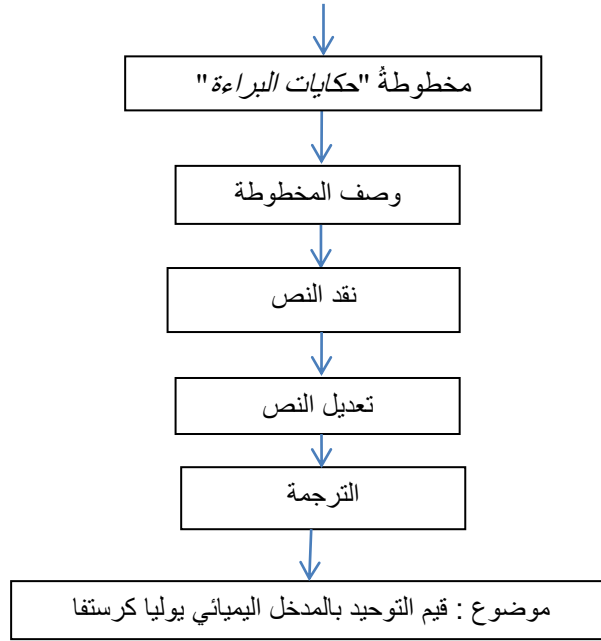 مخطوطةُ "حكايات البراءة"
وصف المخطوطة
نقد النص
تعديل النص
الترجمة
موضوع : قيم التوحيد بالمدخل اليميائي يوليا كرستفا